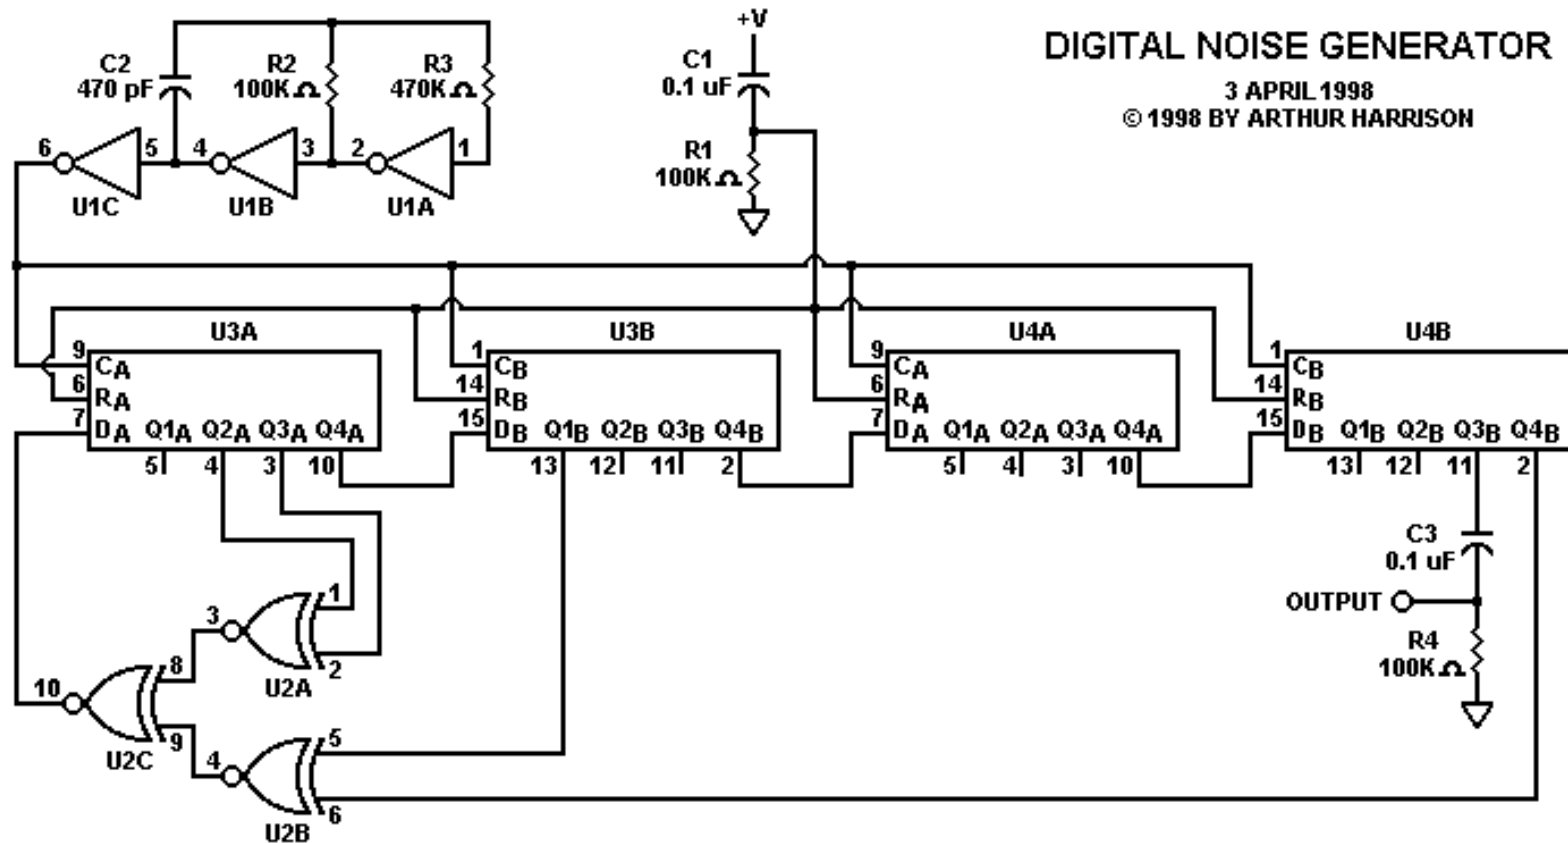 DIGITAL NOISE GENERATOR
3 APRIL 1998
© 1998 BY ARTHUR HARRISON
+V
C1
0.1 uF
R1
100KΩ
C2
470 pF
R2
100KΩ
R3
470KΩ
6 5 4 3 2 1
U1C U1B U1A
U3A U3B U4A U4B
9 CA
6 RA
7 DA Q1A Q2A Q3A Q4A
5 4 3 10
1 CB
14 RB
15 DB Q1B Q2B Q3B Q4B
13 12 11 2
9 CA
6 RA
7 DA Q1A Q2A Q3A Q4A
5 4 3 10
1 CB
14 RB
15 DB Q1B Q2B Q3B Q4B
13 12 11 2
C3
0.1 uF
OUTPUT
R4
100KΩ
1
3
2
U2A
8
10
9
U2C
5
4
6
U2B